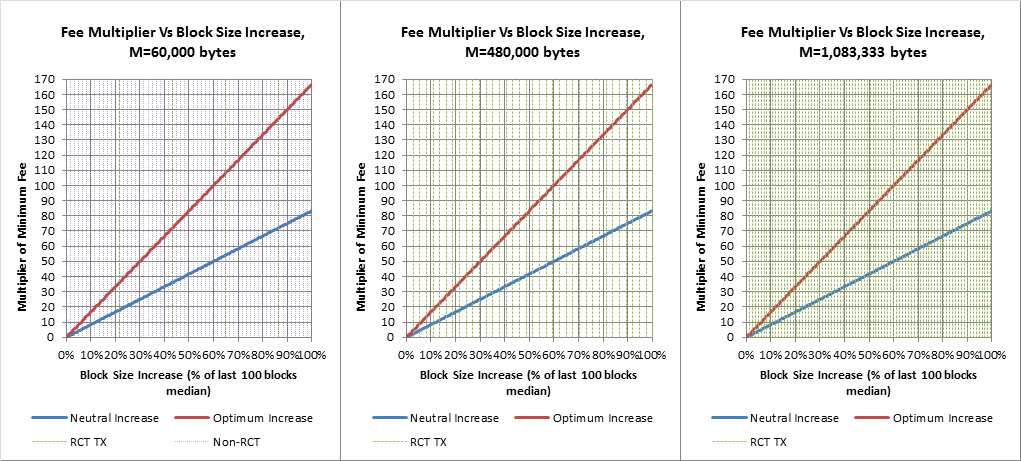 Fee Multiplier Vs Block Size Increase,
M=60,000 bytes
Multiplier of Minimum Fee
170
160
150
140
130
120
110
100
90
80
70
60
50
40
30
20
10
0
0% 10% 20% 30% 40% 50% 60% 70% 80% 90% 100%
Block Size Increase (% of last 100 blocks
median)
Neutral Increase Optimum Increase
RCT TX Non-RCT
Fee Multiplier Vs Block Size Increase,
M=480,000 bytes
Multiplier of Minimum Fee
170
160
150
140
130
120
110
100
90
80
70
60
50
40
30
20
10
0
0% 10% 20% 30% 40% 50% 60% 70% 80% 90% 100%
Block Size Increase (% of last 100 blocks
median)
Neutral Increase Optimum Increase
RCT TX
Fee Multiplier Vs Block Size Increase,
M=1,083,333 bytes
Multiplier of Minimum Fee
170
160
150
140
130
120
110
100
90
80
70
60
50
40
30
20
10
0
0% 10% 20% 30% 40% 50% 60% 70% 80% 90% 100%
Block Size Increase (% of last 100 blocks
median)
Neutral Increase Optimum Increase
RCT TX